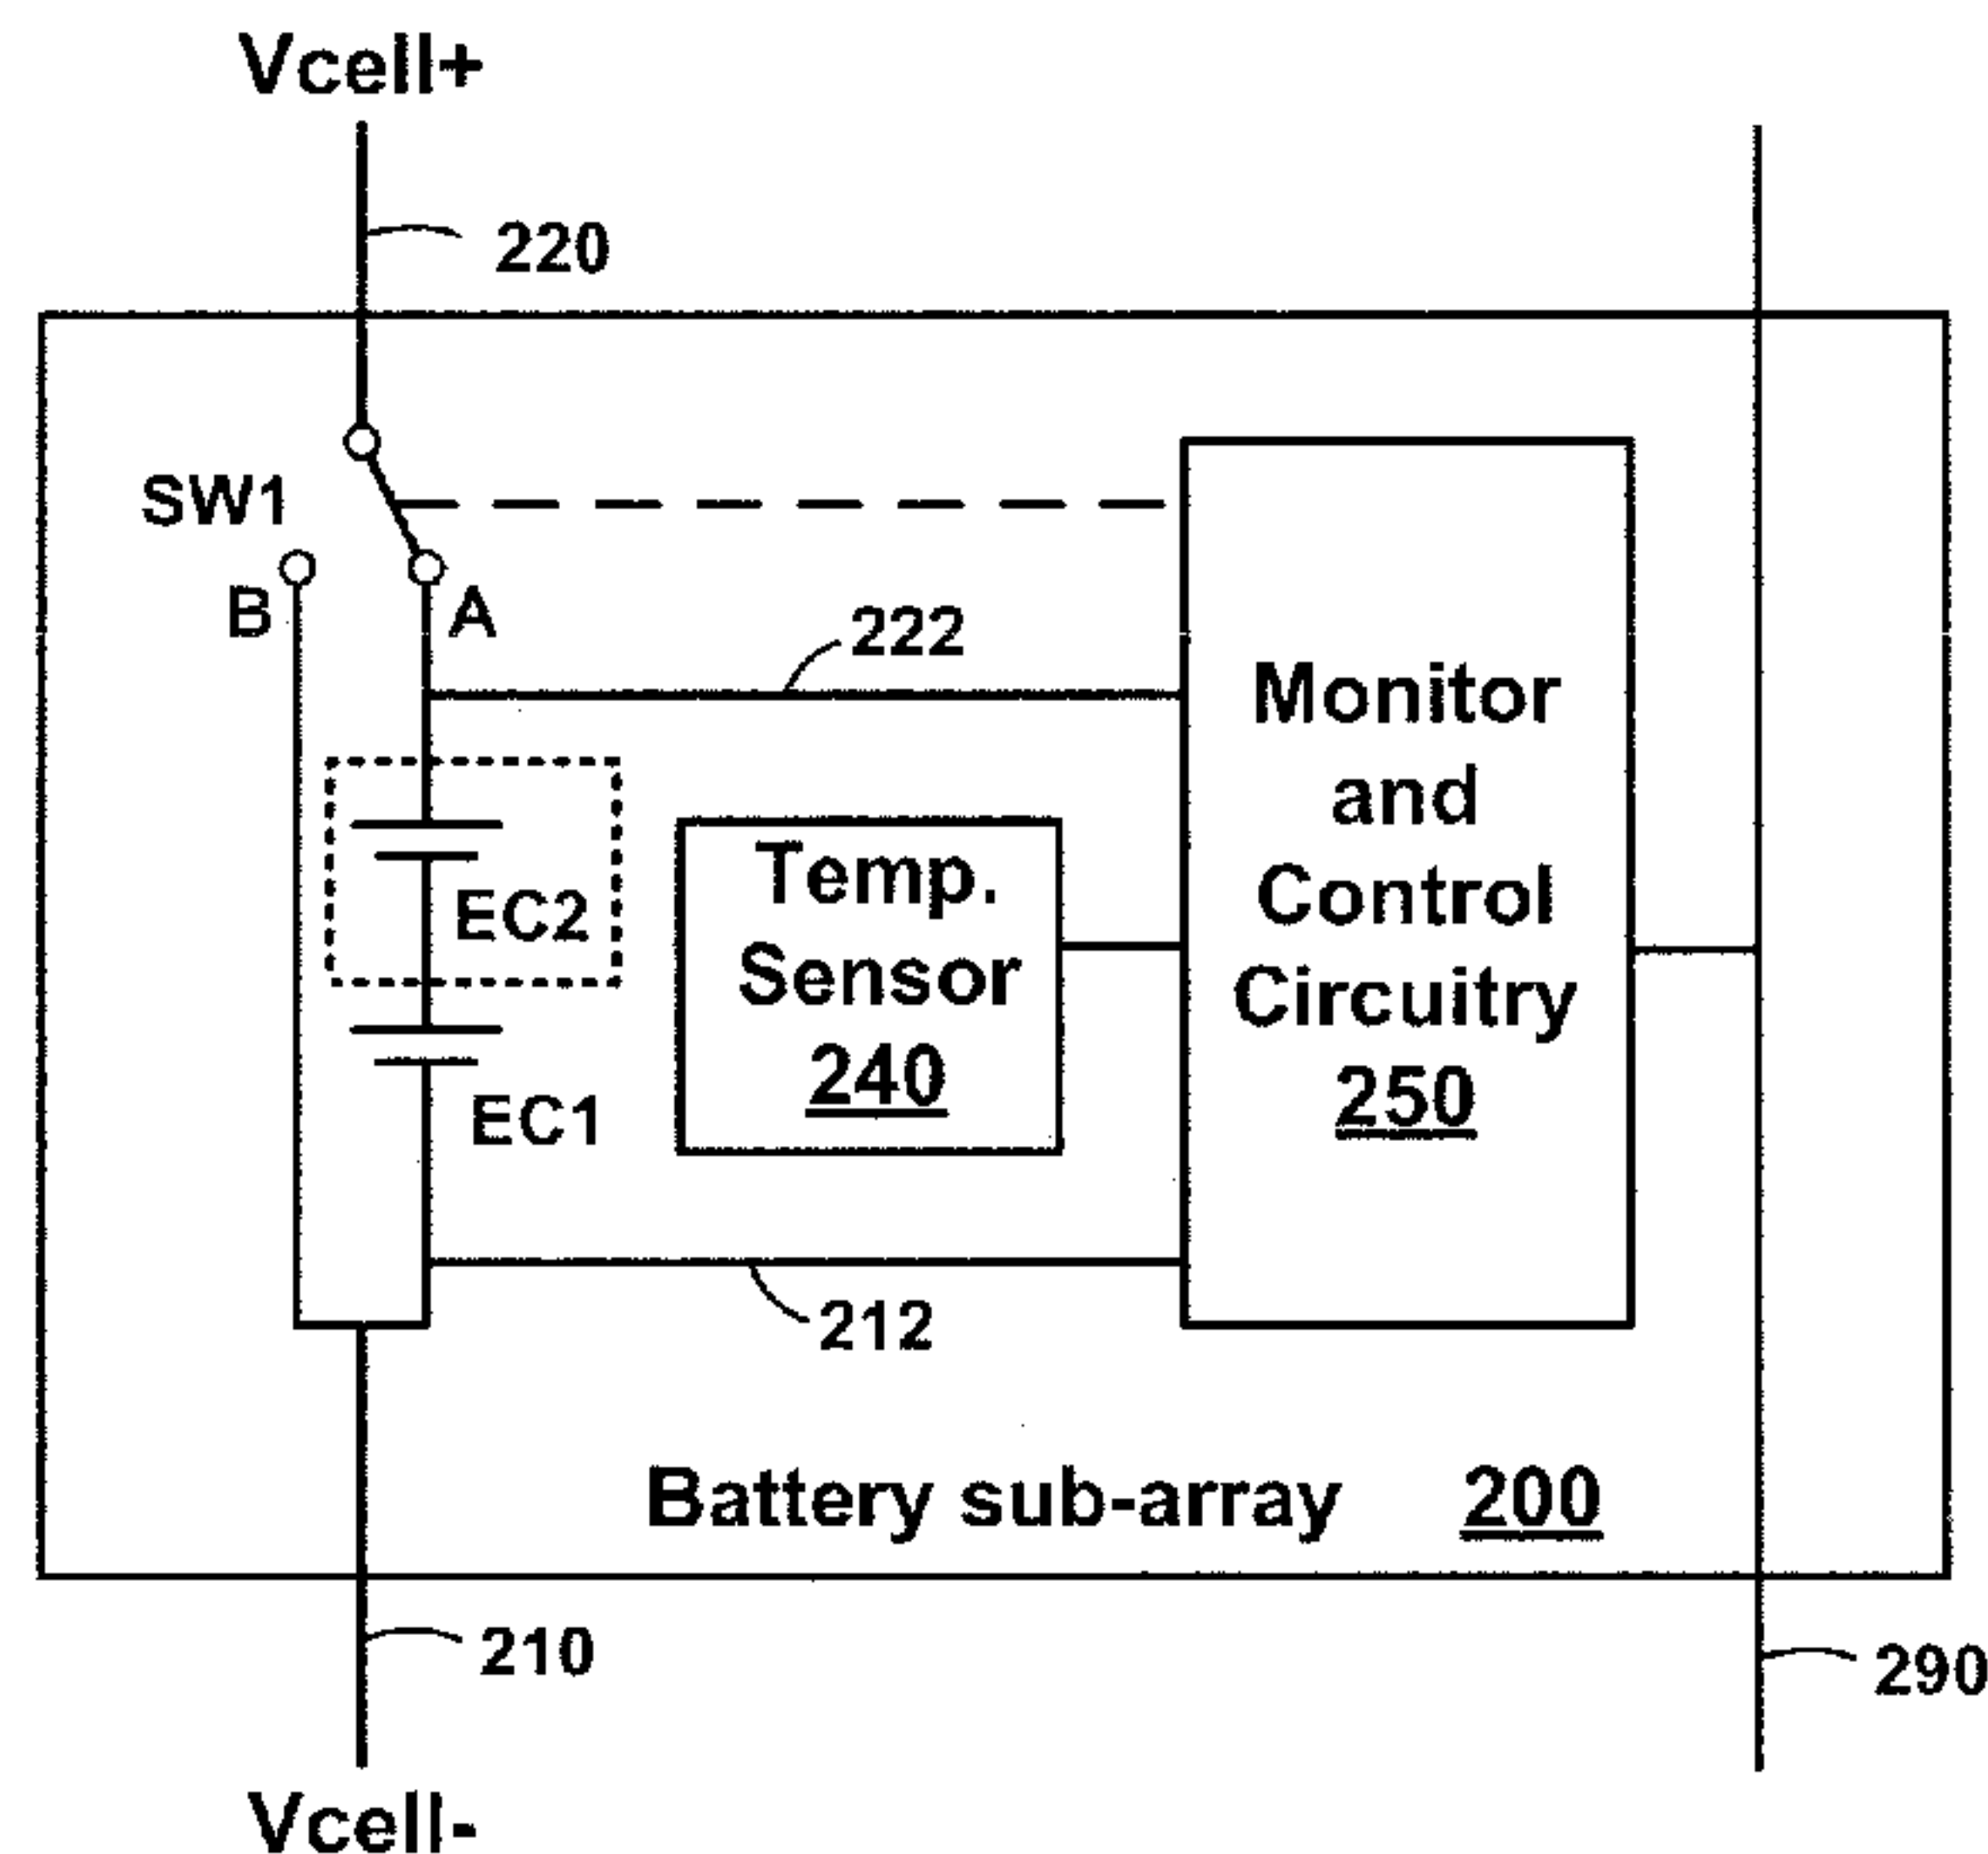 Vcell+
220
SW1
B
A
222
Monitor
and
Control
Circuitry
250
Temp.
Sensor
240
EC2
EC1
212
Battery sub-array 200
210
290
Vcell-